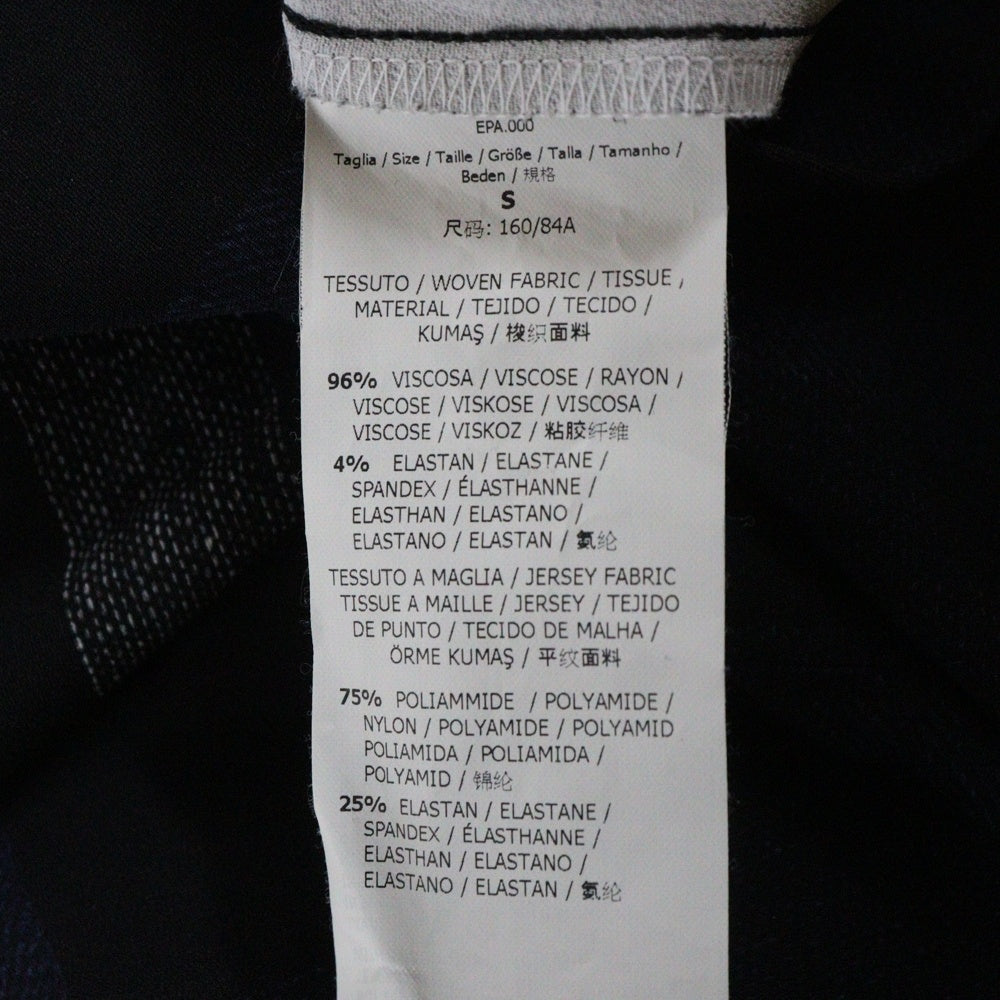 EPA.000
Taglia / Size / Taille / Größe / Talla / Tamanho /
Beden / 規格
S
尺码: 160/84A
TESSUTO / WOVEN FABRIC / TISSUE /
MATERIAL / TEJIDO / TECIDO /
KUMAŞ / 梭织面料
96% VISCOSA / VISCOSE / RAYON /
VISCOSE / VISKOSE / VISCOSA /
VISCOSE / VISKOZ / 粘胶纤维
4% ELASTAN / ELASTANE /
SPANDEX / ÉLASTHANNE /
ELASTHAN / ELASTANO /
ELASTANO / ELASTAN / 氨纶
TESSUTO A MAGLIA / JERSEY FABRIC
TISSUE A MAILLE / JERSEY / TEJIDO
DE PUNTO / TECIDO DE MALHA /
ÖRME KUMAŞ / 平纹面料
75% POLIAMMIDE / POLYAMIDE /
NYLON / POLYAMIDE / POLYAMID
POLIAMIDA / POLIAMIDA /
POLYAMID / 锦纶
25% ELASTAN / ELASTANE /
SPANDEX / ÉLASTHANNE /
ELASTHAN / ELASTANO /
ELASTANO / ELASTAN / 氨纶